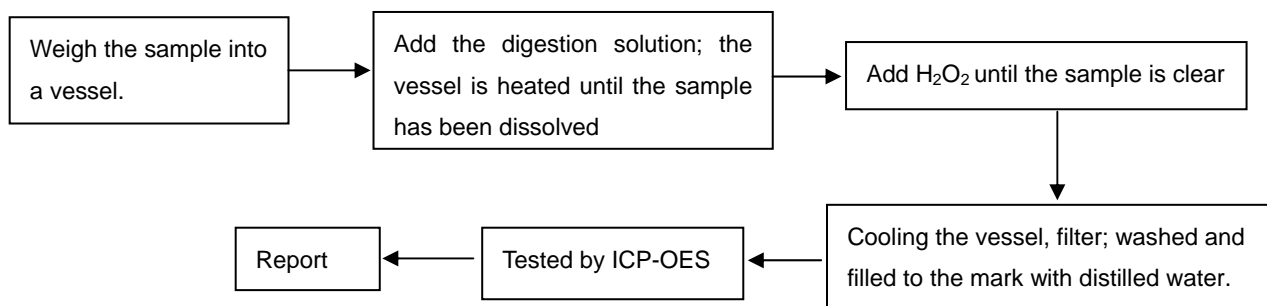 Weigh the sample into
a vessel.
Add the digestion solution; the
vessel is heated until the sample
has been dissolved
Add H₂O₂ until the sample is clear
Cooling the vessel, filter; washed and
filled to the mark with distilled water.
Tested by ICP-OES
Report